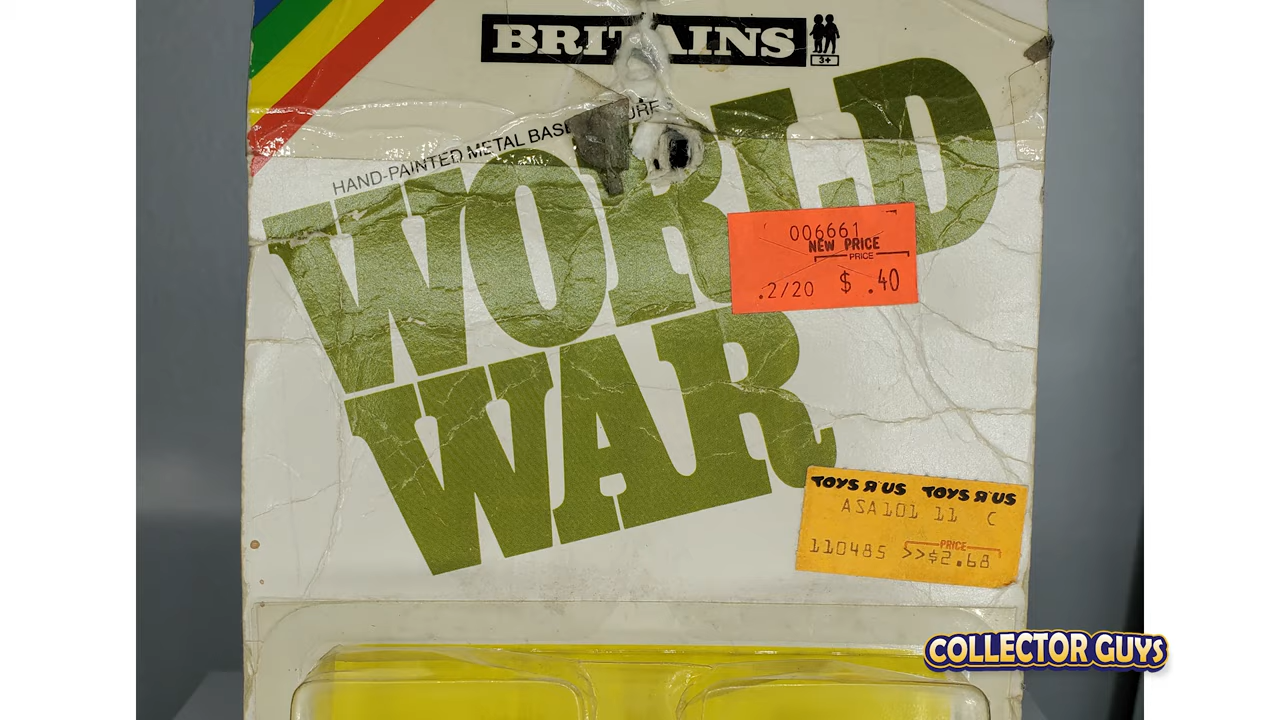 BRITAINS
3+
HAND-PAINTED METAL BASE
WORLD
WAR
006661
NEW PRICE
PRICE
.2/20 $ .40
TOYS Я US TOYS Я US
ASA101 11 C
PRICE
110485 >>$2.68
COLLECTOR GUYS